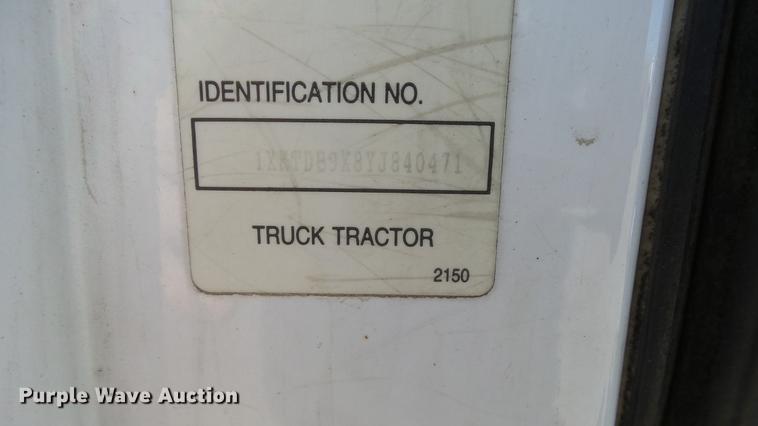 IDENTIFICATION NO.
1XKTDB9X8YJ840471
TRUCK TRACTOR
2150
Purple Wave Auction